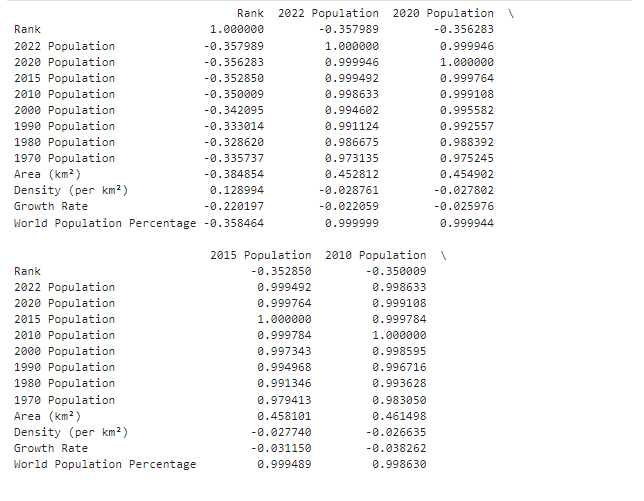 Rank 2022 Population 2020 Population \
Rank 1.000000 -0.357989 -0.356283
2022 Population -0.357989 1.000000 0.999946
2020 Population -0.356283 0.999946 1.000000
2015 Population -0.352850 0.999492 0.999764
2010 Population -0.350009 0.998633 0.999108
2000 Population -0.342095 0.994602 0.995582
1990 Population -0.333014 0.991124 0.992557
1980 Population -0.328620 0.986675 0.988392
1970 Population -0.335737 0.973135 0.975245
Area (km²) -0.384854 0.452812 0.454902
Density (per km²) 0.128994 -0.028761 -0.027802
Growth Rate -0.220197 -0.022059 -0.025976
World Population Percentage -0.358464 0.999999 0.999944
2015 Population 2010 Population \
Rank -0.352850 -0.350009
2022 Population 0.999492 0.998633
2020 Population 0.999764 0.999108
2015 Population 1.000000 0.999784
2010 Population 0.999784 1.000000
2000 Population 0.997343 0.998595
1990 Population 0.994968 0.996716
1980 Population 0.991346 0.993628
1970 Population 0.979413 0.983050
Area (km²) 0.458101 0.461498
Density (per km²) -0.027740 -0.026635
Growth Rate -0.031150 -0.038262
World Population Percentage 0.999489 0.998630